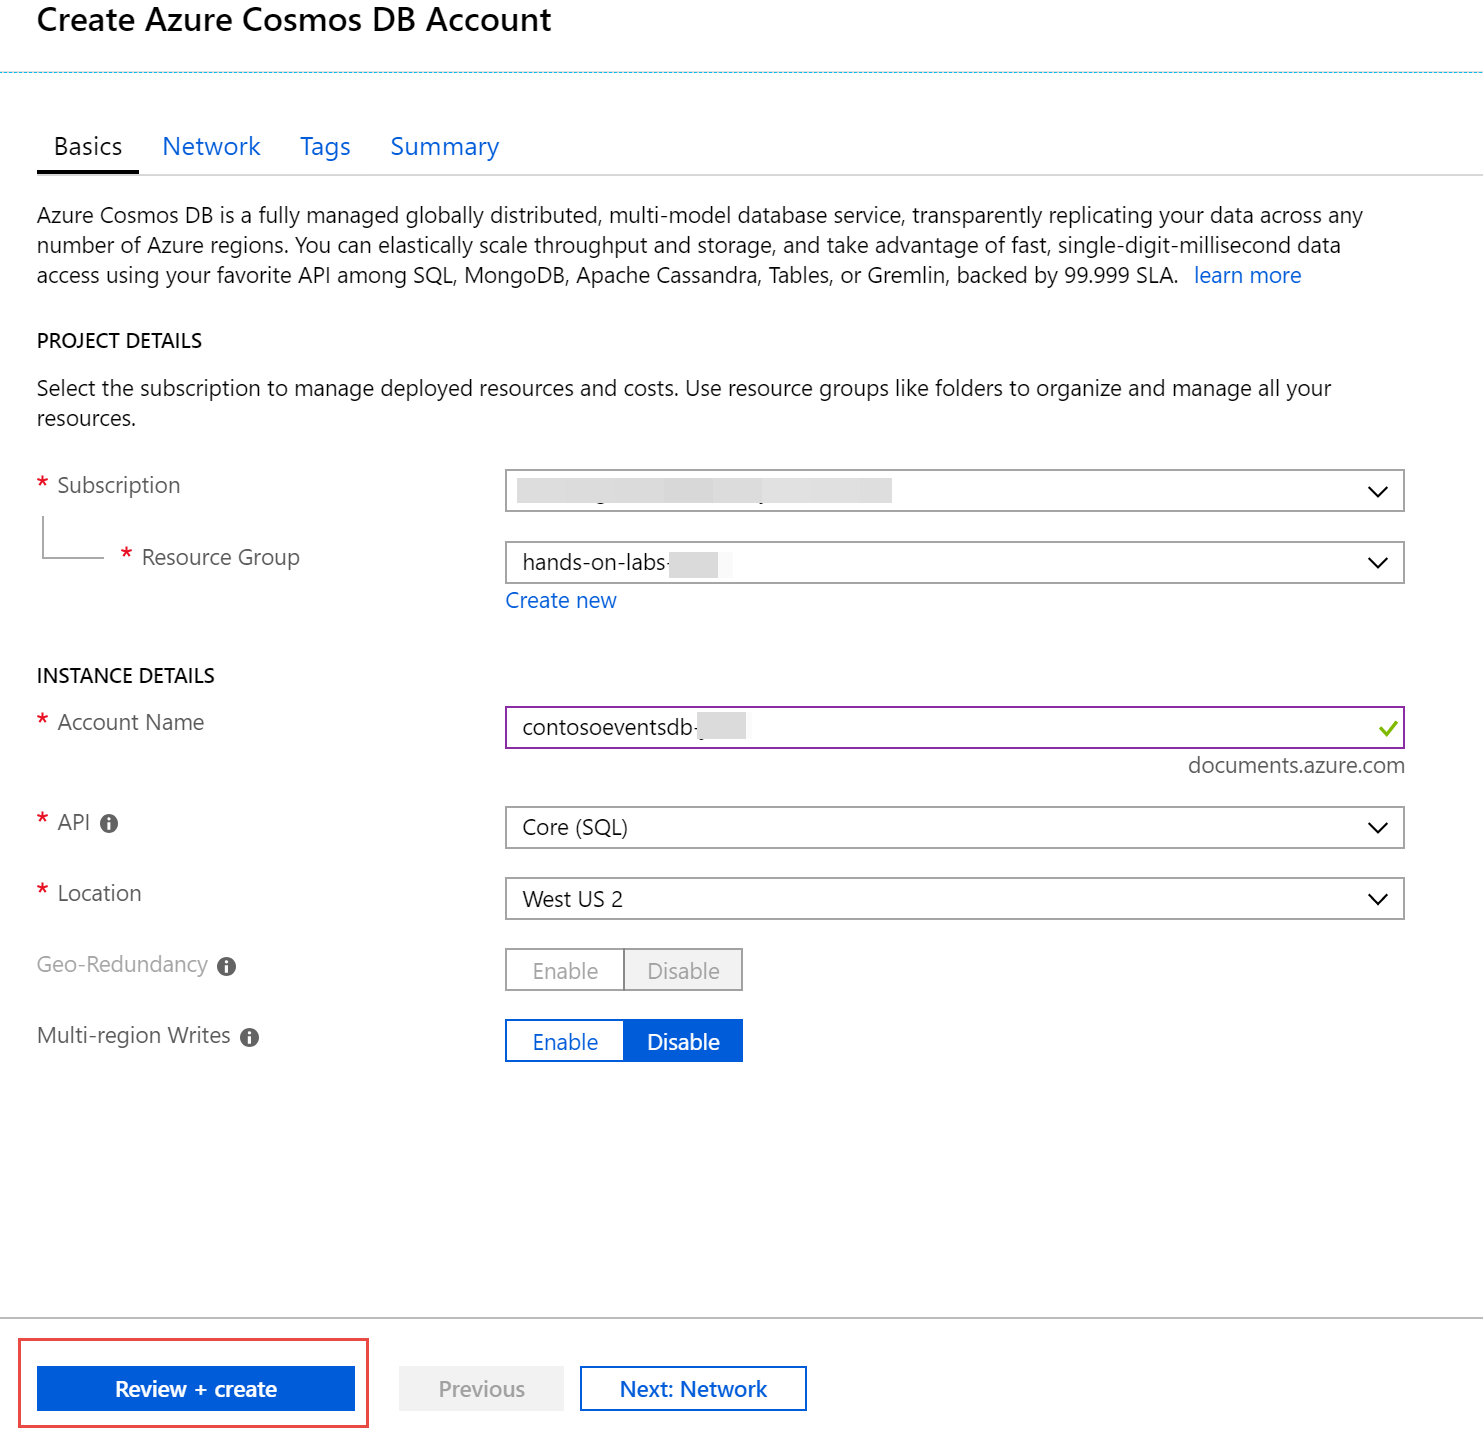 Create Azure Cosmos DB Account
Basics Network Tags Summary
Azure Cosmos DB is a fully managed globally distributed, multi-model database service, transparently replicating your data across any
number of Azure regions. You can elastically scale throughput and storage, and take advantage of fast, single-digit-millisecond data
access using your favorite API among SQL, MongoDB, Apache Cassandra, Tables, or Gremlin, backed by 99.999 SLA. learn more
PROJECT DETAILS
Select the subscription to manage deployed resources and costs. Use resource groups like folders to organize and manage all your
resources.
* Subscription
* Resource Group hands-on-labs-
Create new
INSTANCE DETAILS
* Account Name contosoeventsdb-
documents.azure.com
* API Core (SQL)
* Location West US 2
Geo-Redundancy Enable Disable
Multi-region Writes Enable Disable
Review + create Previous Next: Network